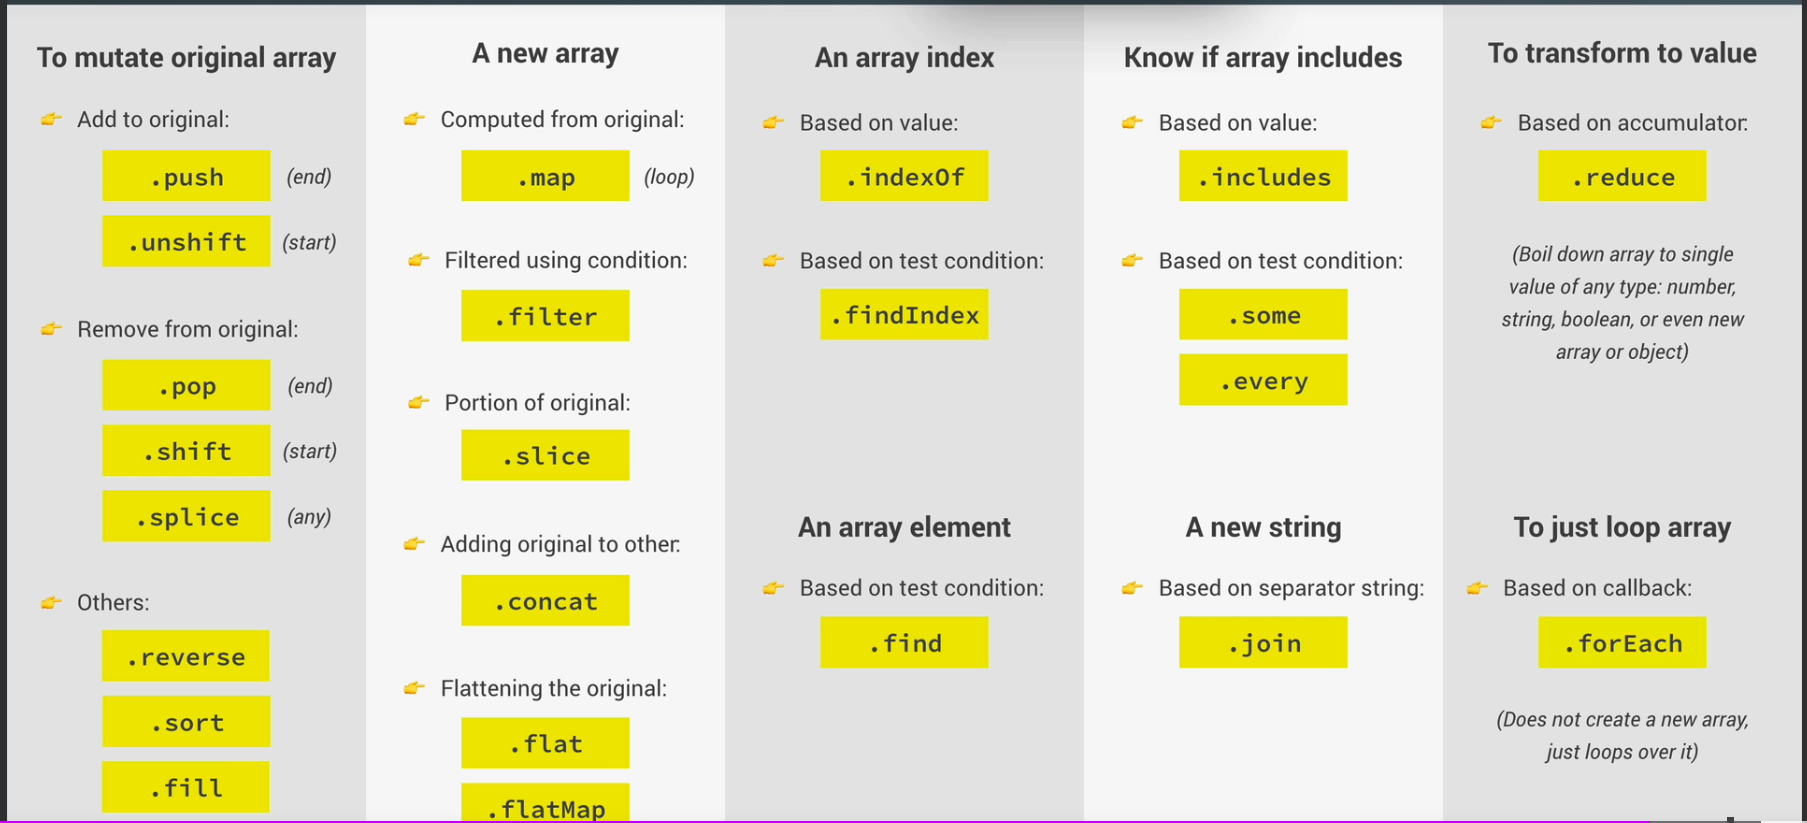 To mutate original array
Add to original:
.push (end)
.unshift (start)
Remove from original:
.pop (end)
.shift (start)
.splice (any)
Others:
.reverse
.sort
.fill
A new array
Computed from original:
.map (loop)
Filtered using condition:
.filter
Portion of original:
.slice
Adding original to other:
.concat
Flattening the original:
.flat
.flatMap
An array index
Based on value:
.indexOf
Based on test condition:
.findIndex
An array element
Based on test condition:
.find
Know if array includes
Based on value:
.includes
Based on test condition:
.some
.every
A new string
Based on separator string:
.join
To transform to value
Based on accumulator:
.reduce
(Boil down array to single
value of any type: number,
string, boolean, or even new
array or object)
To just loop array
Based on callback:
.forEach
(Does not create a new array,
just loops over it)